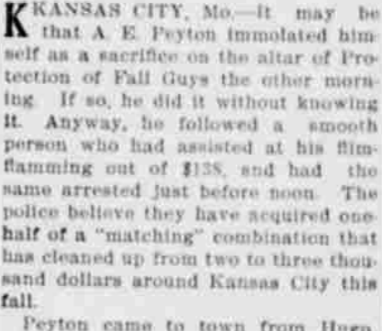 KKANSAS CITY, Mo.—It may be
that A. E. Peyton immolated him-
self as a sacrifice on the altar of Pro-
tection of Fall Guys the other morn-
ing. If so, he did it without knowing
it. Anyway, he followed a smooth
person who had assisted at his flim-
flamming out of $138, and had the
same arrested just before noon. The
police believe they have acquired one-
half of a "matching" combination that
has cleaned up from two to three thou-
sand dollars around Kansas City this
fall.
Peyton came to town from Hugo,